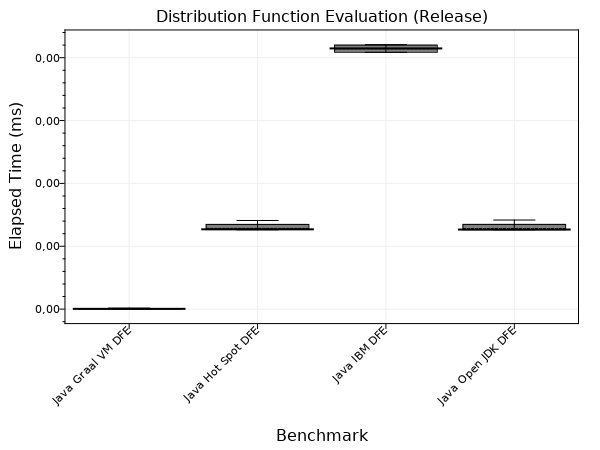 Distribution Function Evaluation (Release)
Elapsed Time (ms)
0,00
0,00
0,00
0,00
0,00
Java Graal VM DFE
Java Hot Spot DFE
Java IBM DFE
Java Open JDK DFE
Benchmark